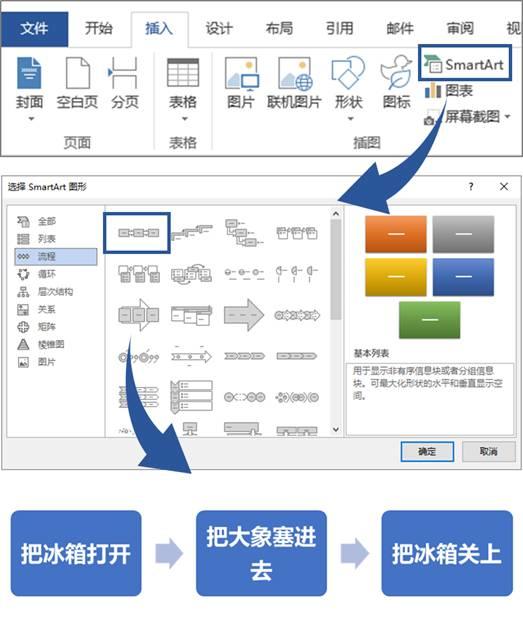 文件 开始 插入 设计 布局 引用 邮件 审阅 视
封面 空白页 分页 表格 图片 联机图片 形状 图标 SmartArt
图表
屏幕截图
页面 表格 插图
选择 SmartArt 图形 ?
全部
列表
流程
循环
层次结构
关系
矩阵
棱锥图
图片
基本列表
用于显示非有序信息块或者分组信息
块。可最大化形状的水平和垂直显示空
间。
确定 取消
把冰箱打开 把大象塞进 把冰箱关上
去